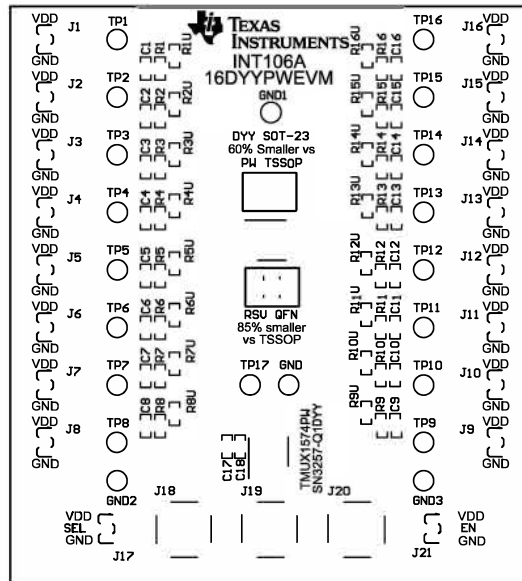 TEXAS
INSTRUMENTS
INT106A
16DYYPWEVM
GND1
DYY SOT-23
60% Smaller vs
PW TSSOP
RSV QFN
85% smaller
vs TSSOP
TP17 GND
VDD
J1
GND
TP1
C1
R1
R1U
VDD
J2
GND
TP2
C2
R2
R2U
VDD
J3
GND
TP3
C3
R3
R3U
VDD
J4
GND
TP4
C4
R4
R4U
VDD
J5
GND
TP5
C5
R5
R5U
VDD
J6
GND
TP6
C6
R6
R6U
VDD
J7
GND
TP7
C7
R7
R7U
VDD
J8
GND
TP8
C8
R8
R8U
GND2
R16U
R16
C16
TP16
VDD
J16
GND
R15U
R15
C15
TP15
VDD
J15
GND
R14U
R14
C14
TP14
VDD
J14
GND
R13U
R13
C13
TP13
VDD
J13
GND
R12U
R12
C12
TP12
VDD
J12
GND
R11U
R11
C11
TP11
VDD
J11
GND
R10U
R10
C10
TP10
VDD
J10
GND
R9U
R9
C9
TP9
VDD
J9
GND
GND3
C17
C18
TMUX1574PW
SN3257-Q1DYY
VDD
SEL
GND
J17
J18
J19
J20
VDD
EN
GND
J21